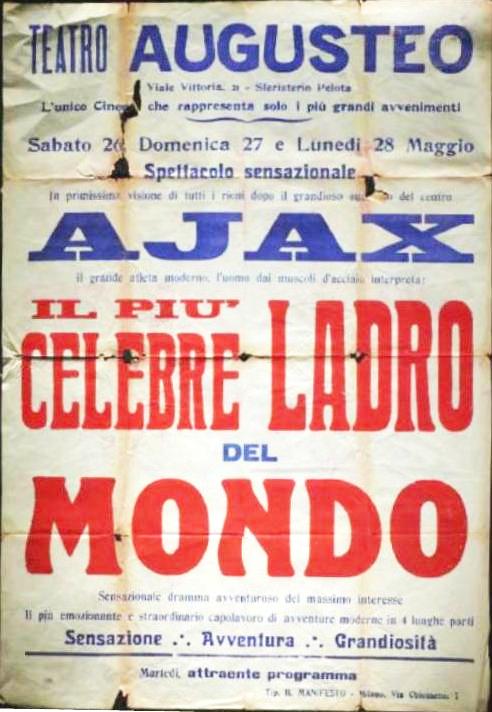 TEATRO AUGUSTEO
Viale Vittoria, 21 - Sferisterio Pelota
L'unico Cinema che rappresenta solo i più grandi avvenimenti
Sabato 26 Domenica 27 e Lunedì 28 Maggio
Spettacolo sensazionale
In primissima visione di tutti i rioni dopo il grandioso del centro
AJAX
il grande atleta moderno, l'uomo dai muscoli d'acciaio interpreta:
IL PIU'
CELEBRE LADRO
DEL
MONDO
Sensazionale dramma avventuroso del massimo interesse
Il più emozionante e straordinario capolavoro di avventure moderne in 4 lunghe parti
Sensazione ∴ Avventura ∴ Grandiosità
Martedì, attraente programma
Tip. IL MANIFESTO - Milano, Via